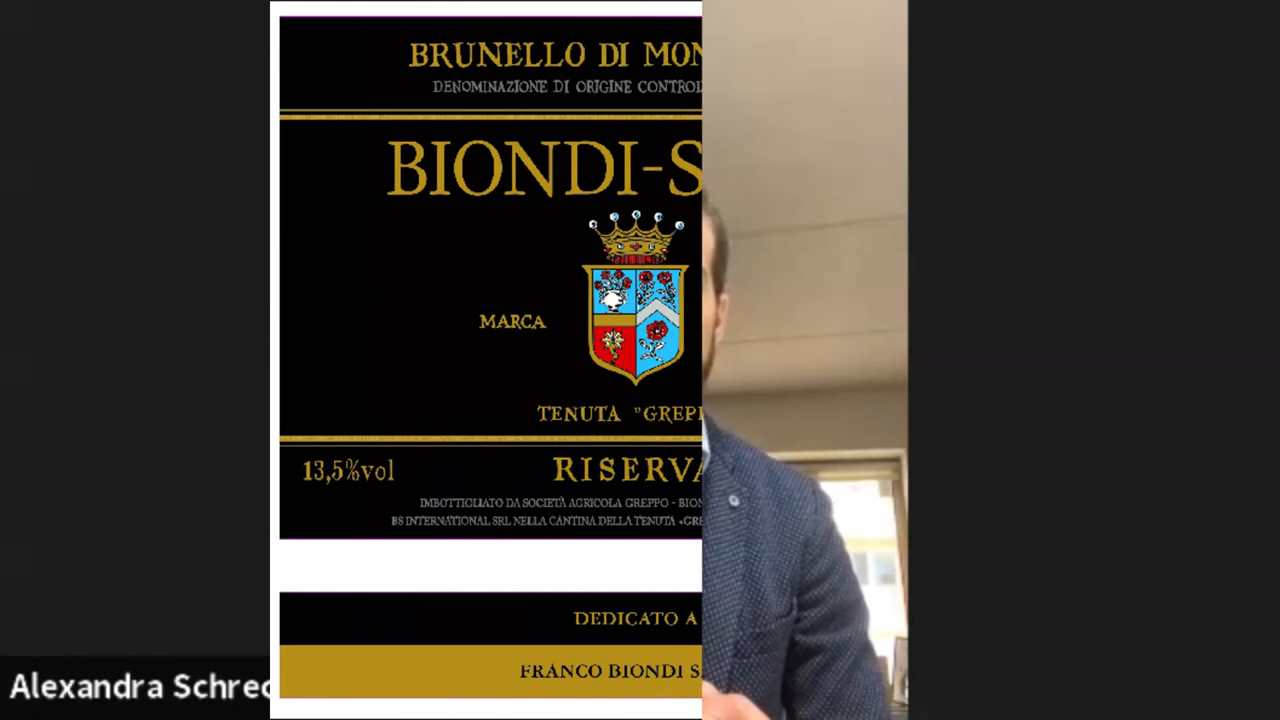 BRUNELLO DI MON
DENOMINAZIONE DI ORIGINE CONTROL
BIONDI-S
MARCA
TENUTA "GREPP
13,5%vol
RISERVA
IMBOTTIGLIATO DA SOCIETÀ AGRICOLA GREPPO - BION
BS INTERNATIONAL SRL NELLA CANTINA DELLA TENUTA «GRE
DEDICATO A
FRANCO BIONDI S
Alexandra Schrec